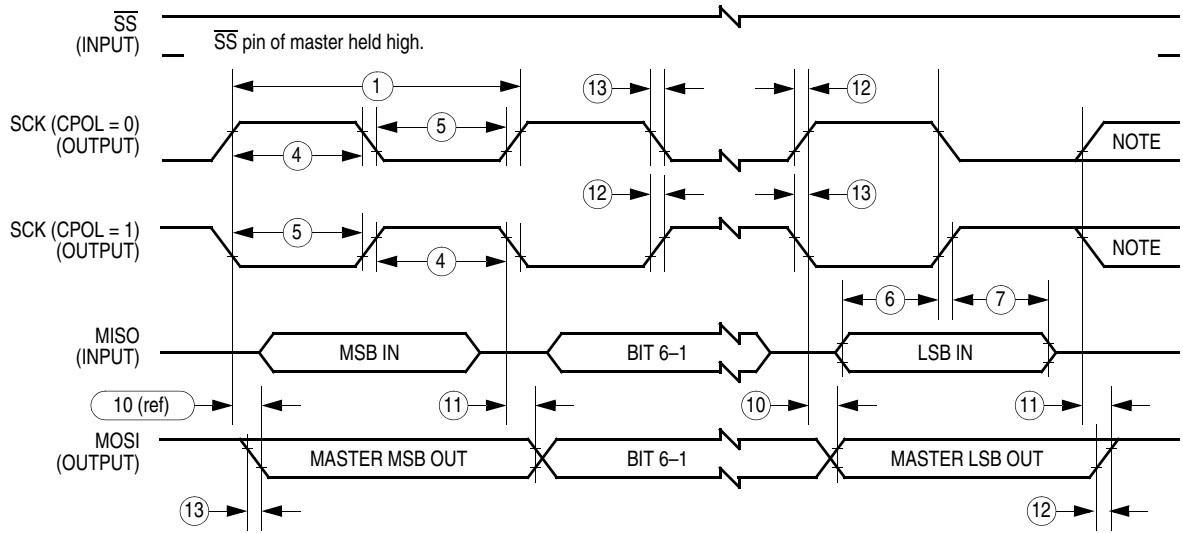 SS
(INPUT)
SS pin of master held high.
1
13
12
SCK (CPOL = 0)
(OUTPUT)
5
4
NOTE
12
13
SCK (CPOL = 1)
(OUTPUT)
5
4
NOTE
6
7
MISO
(INPUT)
MSB IN
BIT 6–1
LSB IN
10 (ref)
11
10
11
MOSI
(OUTPUT)
MASTER MSB OUT
BIT 6–1
MASTER LSB OUT
13
12